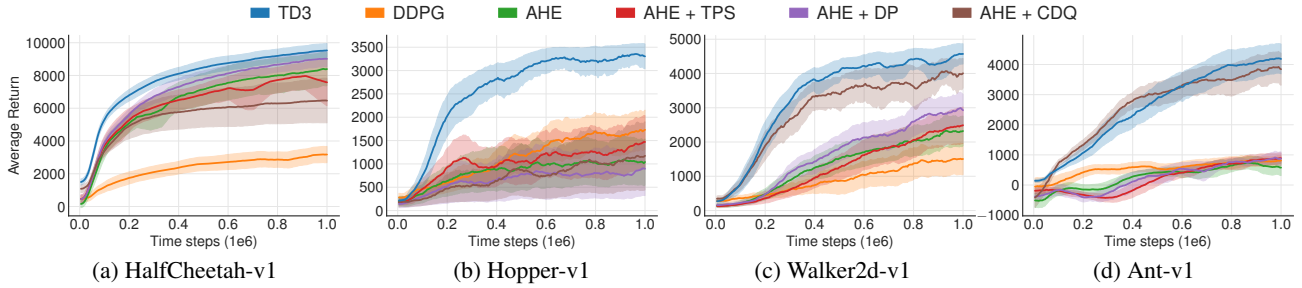 TD3 DDPG AHE AHE + TPS AHE + DP AHE + CDQ
Average Return
10000
8000
6000
4000
2000
0
0.0 0.2 0.4 0.6 0.8 1.0
Time steps (1e6)
(a) HalfCheetah-v1
3500
3000
2500
2000
1500
1000
500
0
0.0 0.2 0.4 0.6 0.8 1.0
Time steps (1e6)
(b) Hopper-v1
5000
4000
3000
2000
1000
0
0.0 0.2 0.4 0.6 0.8 1.0
Time steps (1e6)
(c) Walker2d-v1
5000
4000
3000
2000
1000
0
−1000
0.0 0.2 0.4 0.6 0.8 1.0
Time steps (1e6)
(d) Ant-v1